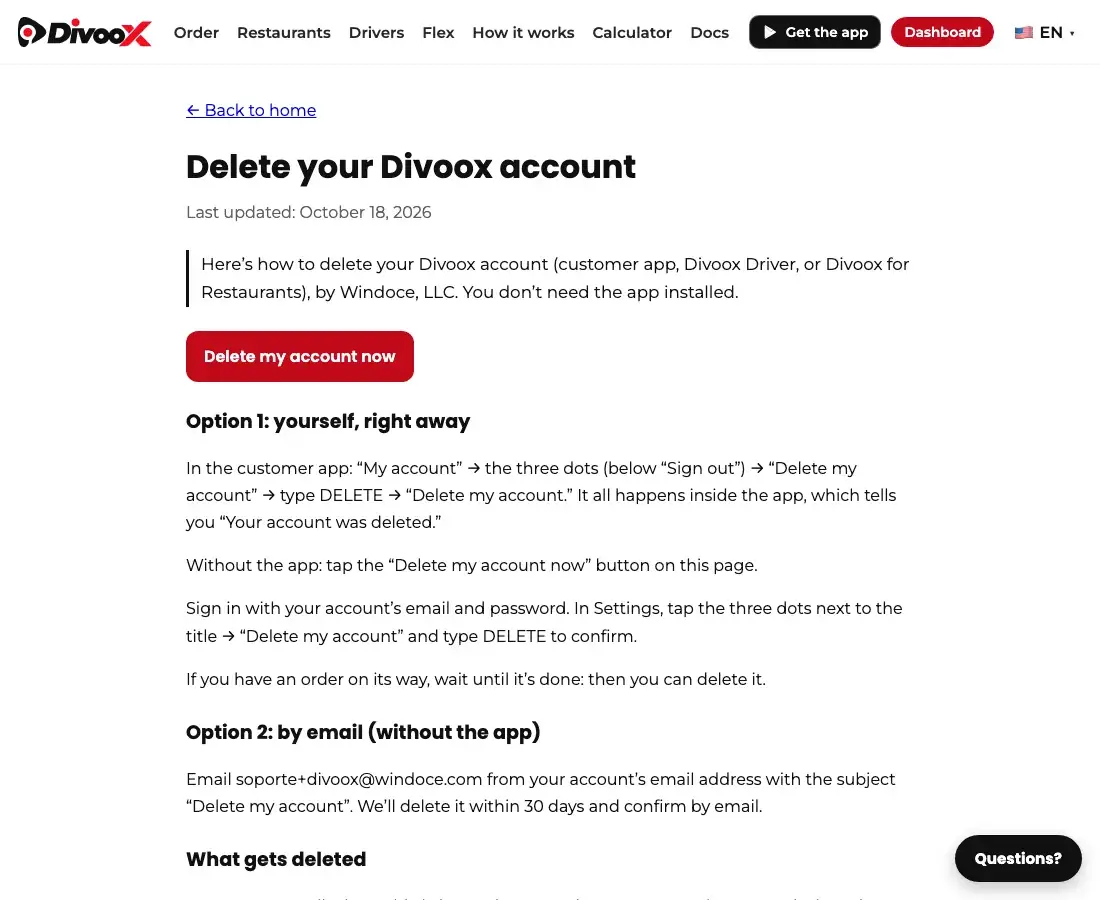 DivooX Order Restaurants Drivers Flex How it works Calculator Docs Get the app Dashboard EN
← Back to home
Delete your Divoox account
Last updated: October 18, 2026
Here’s how to delete your Divoox account (customer app, Divoox Driver, or Divoox for
Restaurants), by Windoce, LLC. You don’t need the app installed.
Delete my account now
Option 1: yourself, right away
In the customer app: “My account” → the three dots (below “Sign out”) → “Delete my
account” → type DELETE → “Delete my account.” It all happens inside the app, which tells
you “Your account was deleted.”
Without the app: tap the “Delete my account now” button on this page.
Sign in with your account’s email and password. In Settings, tap the three dots next to the
title → “Delete my account” and type DELETE to confirm.
If you have an order on its way, wait until it’s done: then you can delete it.
Option 2: by email (without the app)
Email soporte+divoox@windoce.com from your account’s email address with the subject
“Delete my account”. We’ll delete it within 30 days and confirm by email.
What gets deleted
Questions?